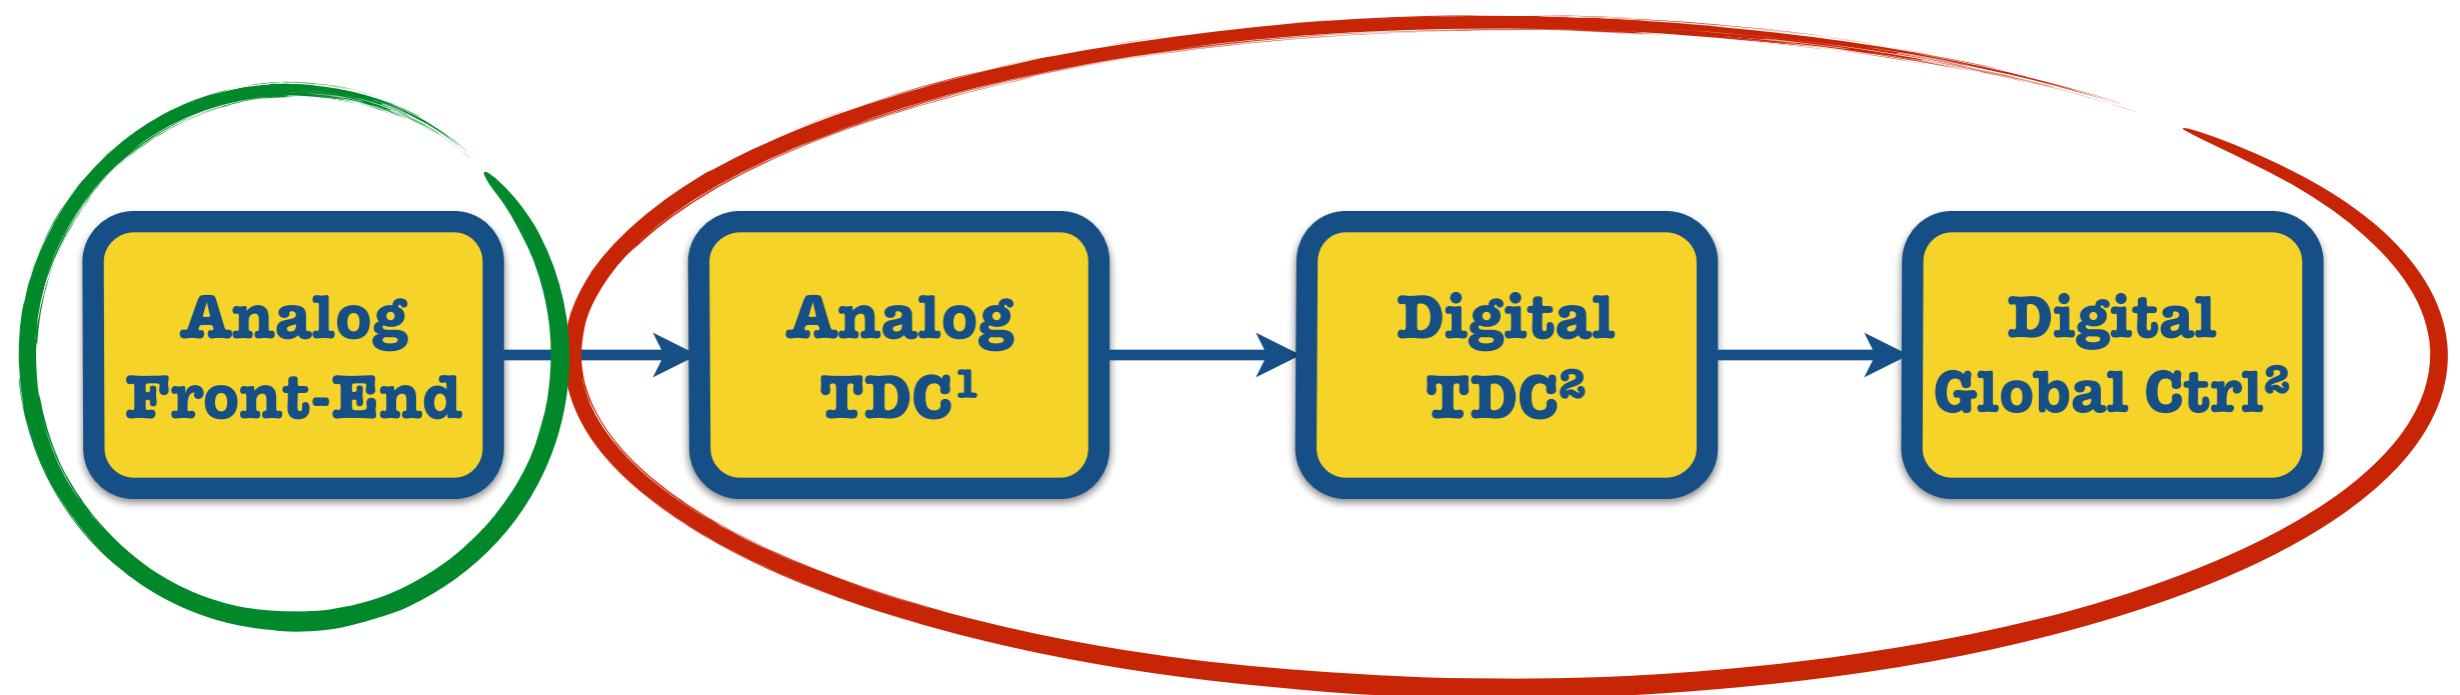 Analog
Front-End
Analog
TDC¹
Digital
TDC²
Digital
Global Ctrl²